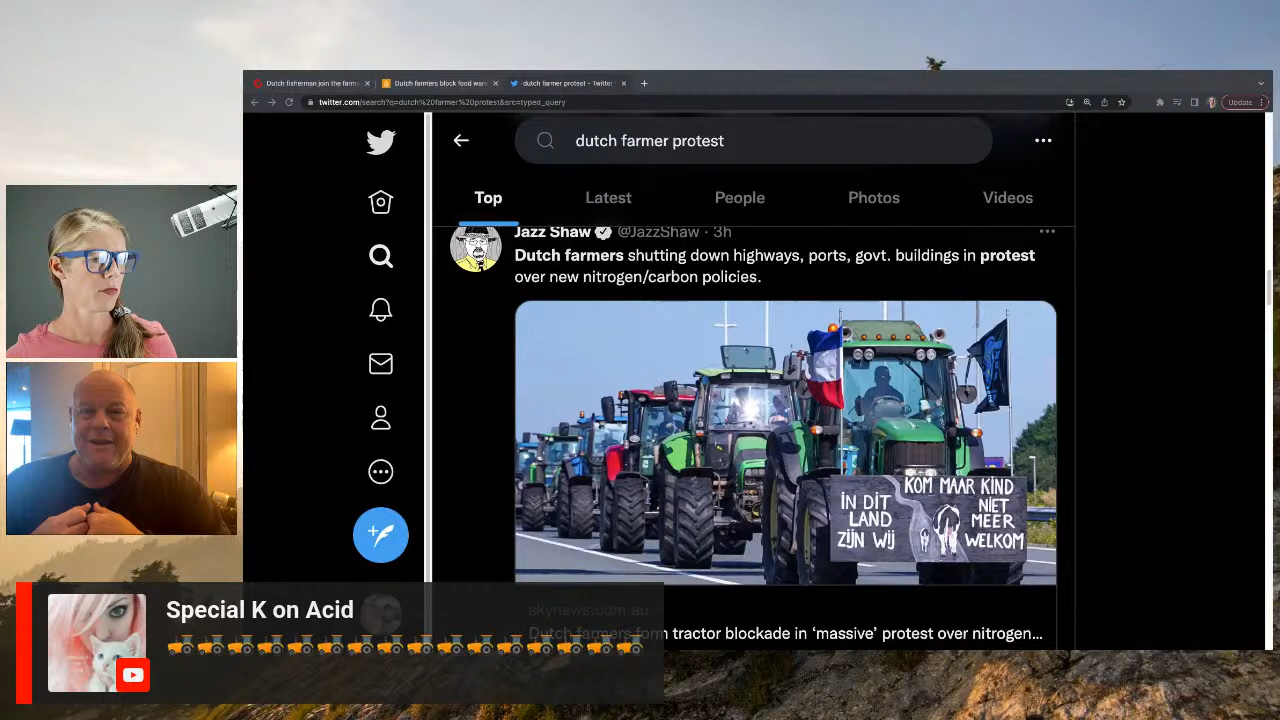 Dutch fisherman join the farme
Dutch farmers block food ware
dutch farmer protest - Twitter
twitter.com/search?q=dutch%20farmer%20protest&src=typed_query
Update
dutch farmer protest
Top
Latest
People
Photos
Videos
Jazz Shaw @JazzShaw · 3h
Dutch farmers shutting down highways, ports, govt. buildings in protest
over new nitrogen/carbon policies.
IN DIT
LAND
ZIJN WIJ
KOM MAAR KIND
NIET
MEER
WELKOM
skynews.com.au
Dutch farmers form tractor blockade in ‘massive’ protest over nitrogen...
Special K on Acid